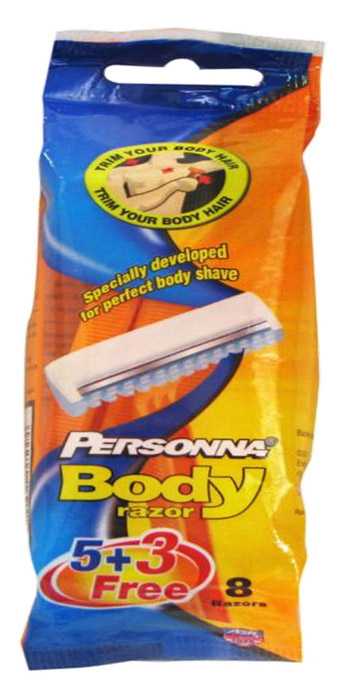 TRIM YOUR BODY HAIR
TRIM YOUR BODY HAIR
Specially developed
for perfect body shave
PERSONNA®
Body
razor
5+3
Free
8
Razors